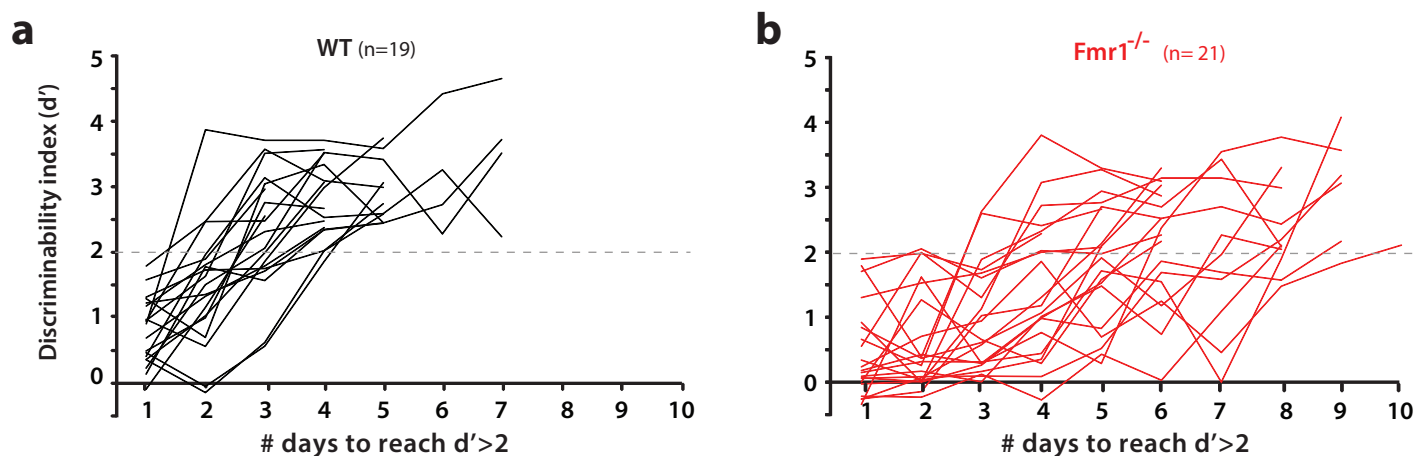 a
WT (n=19)
Discriminability index (d')
5
4
3
2
1
0
1 2 3 4 5 6 7 8 9 10
# days to reach d'>2
b
Fmr1-/- (n= 21)
5
4
3
2
1
0
1 2 3 4 5 6 7 8 9 10
# days to reach d'>2